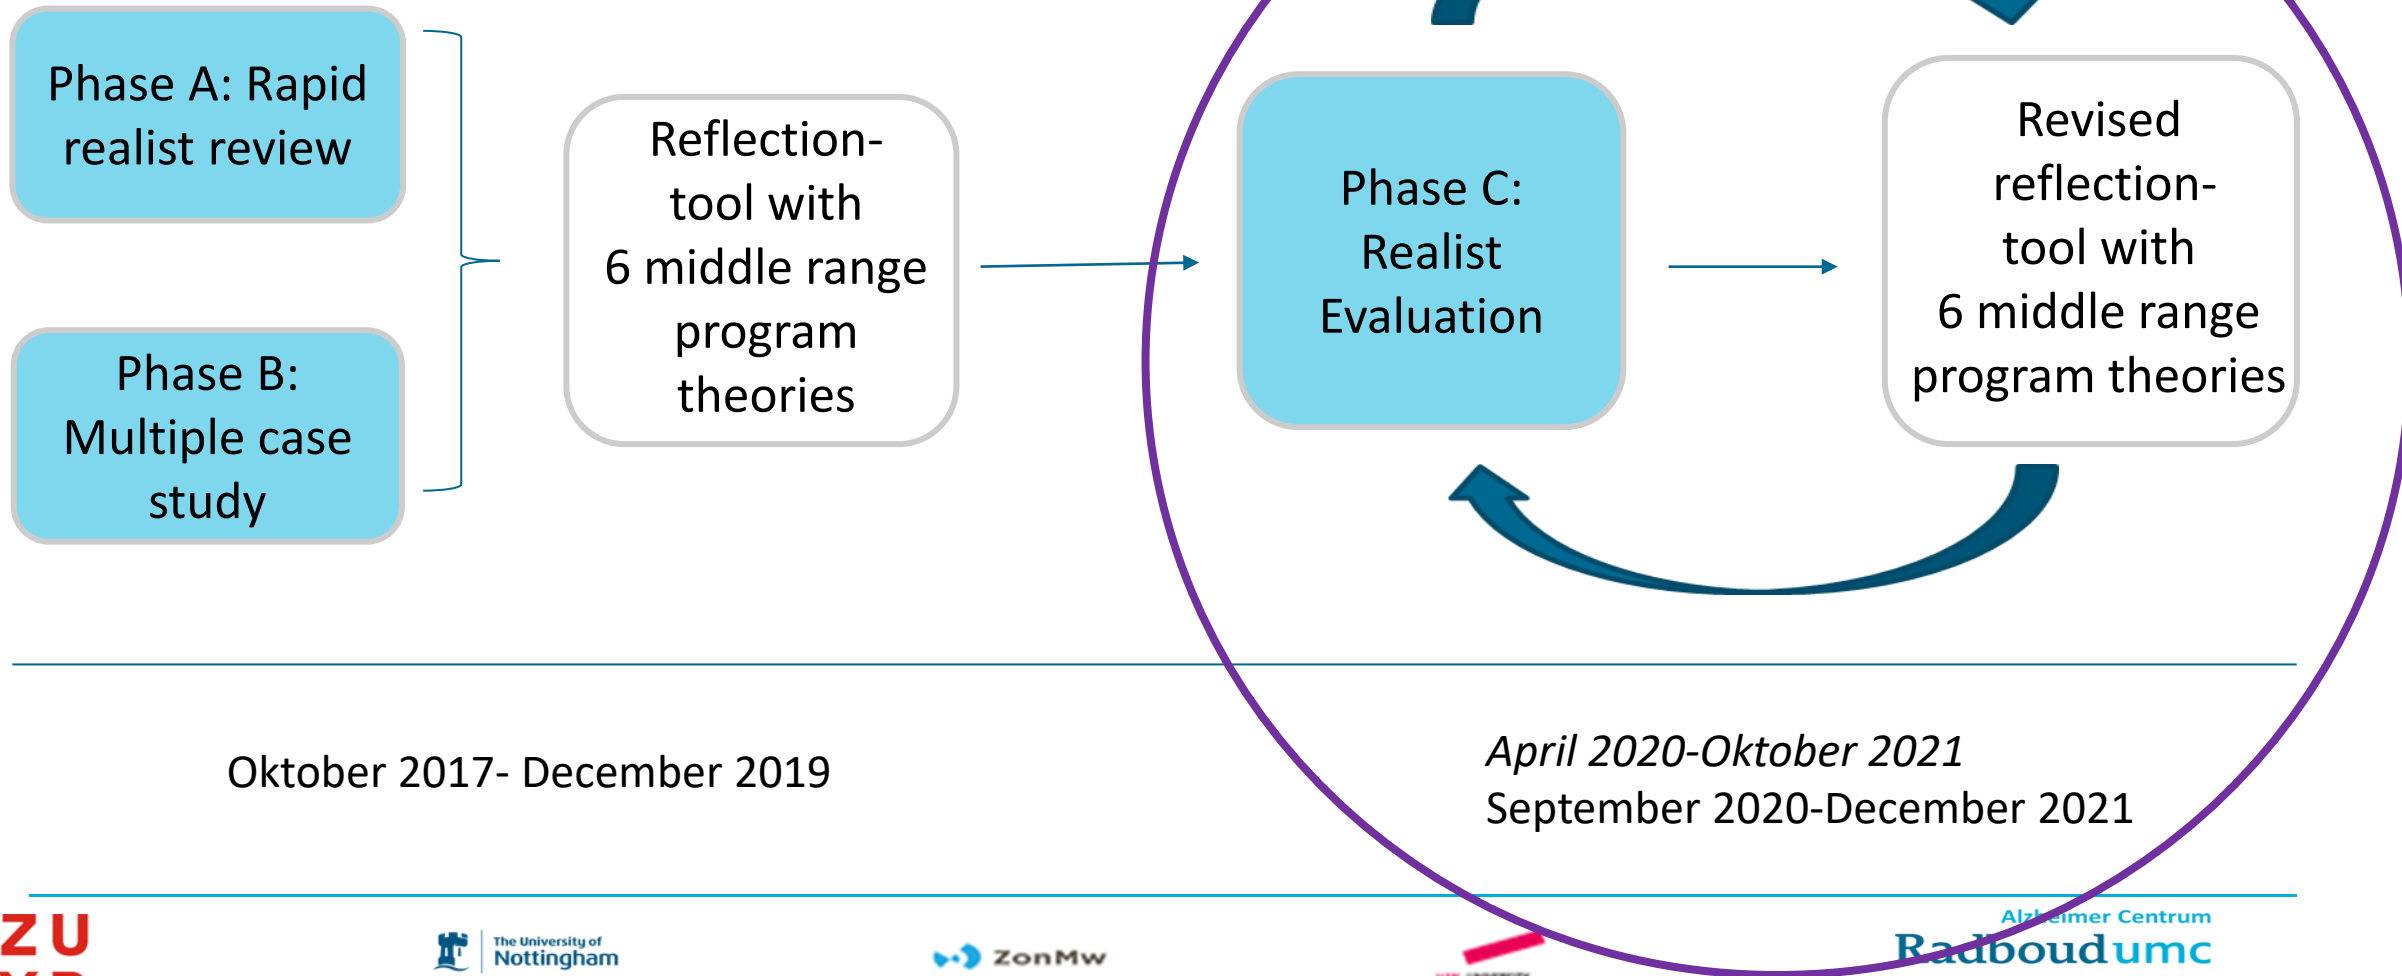 Phase A: Rapid
realist review
Phase B:
Multiple case
study
Reflection-
tool with
6 middle range
program
theories
Phase C:
Realist
Evaluation
Revised
reflection-
tool with
6 middle range
program theories
Oktober 2017- December 2019
April 2020-Oktober 2021
September 2020-December 2021
ZU
The University of
Nottingham
ZonMw
Alzheimer Centrum
Radboudumc